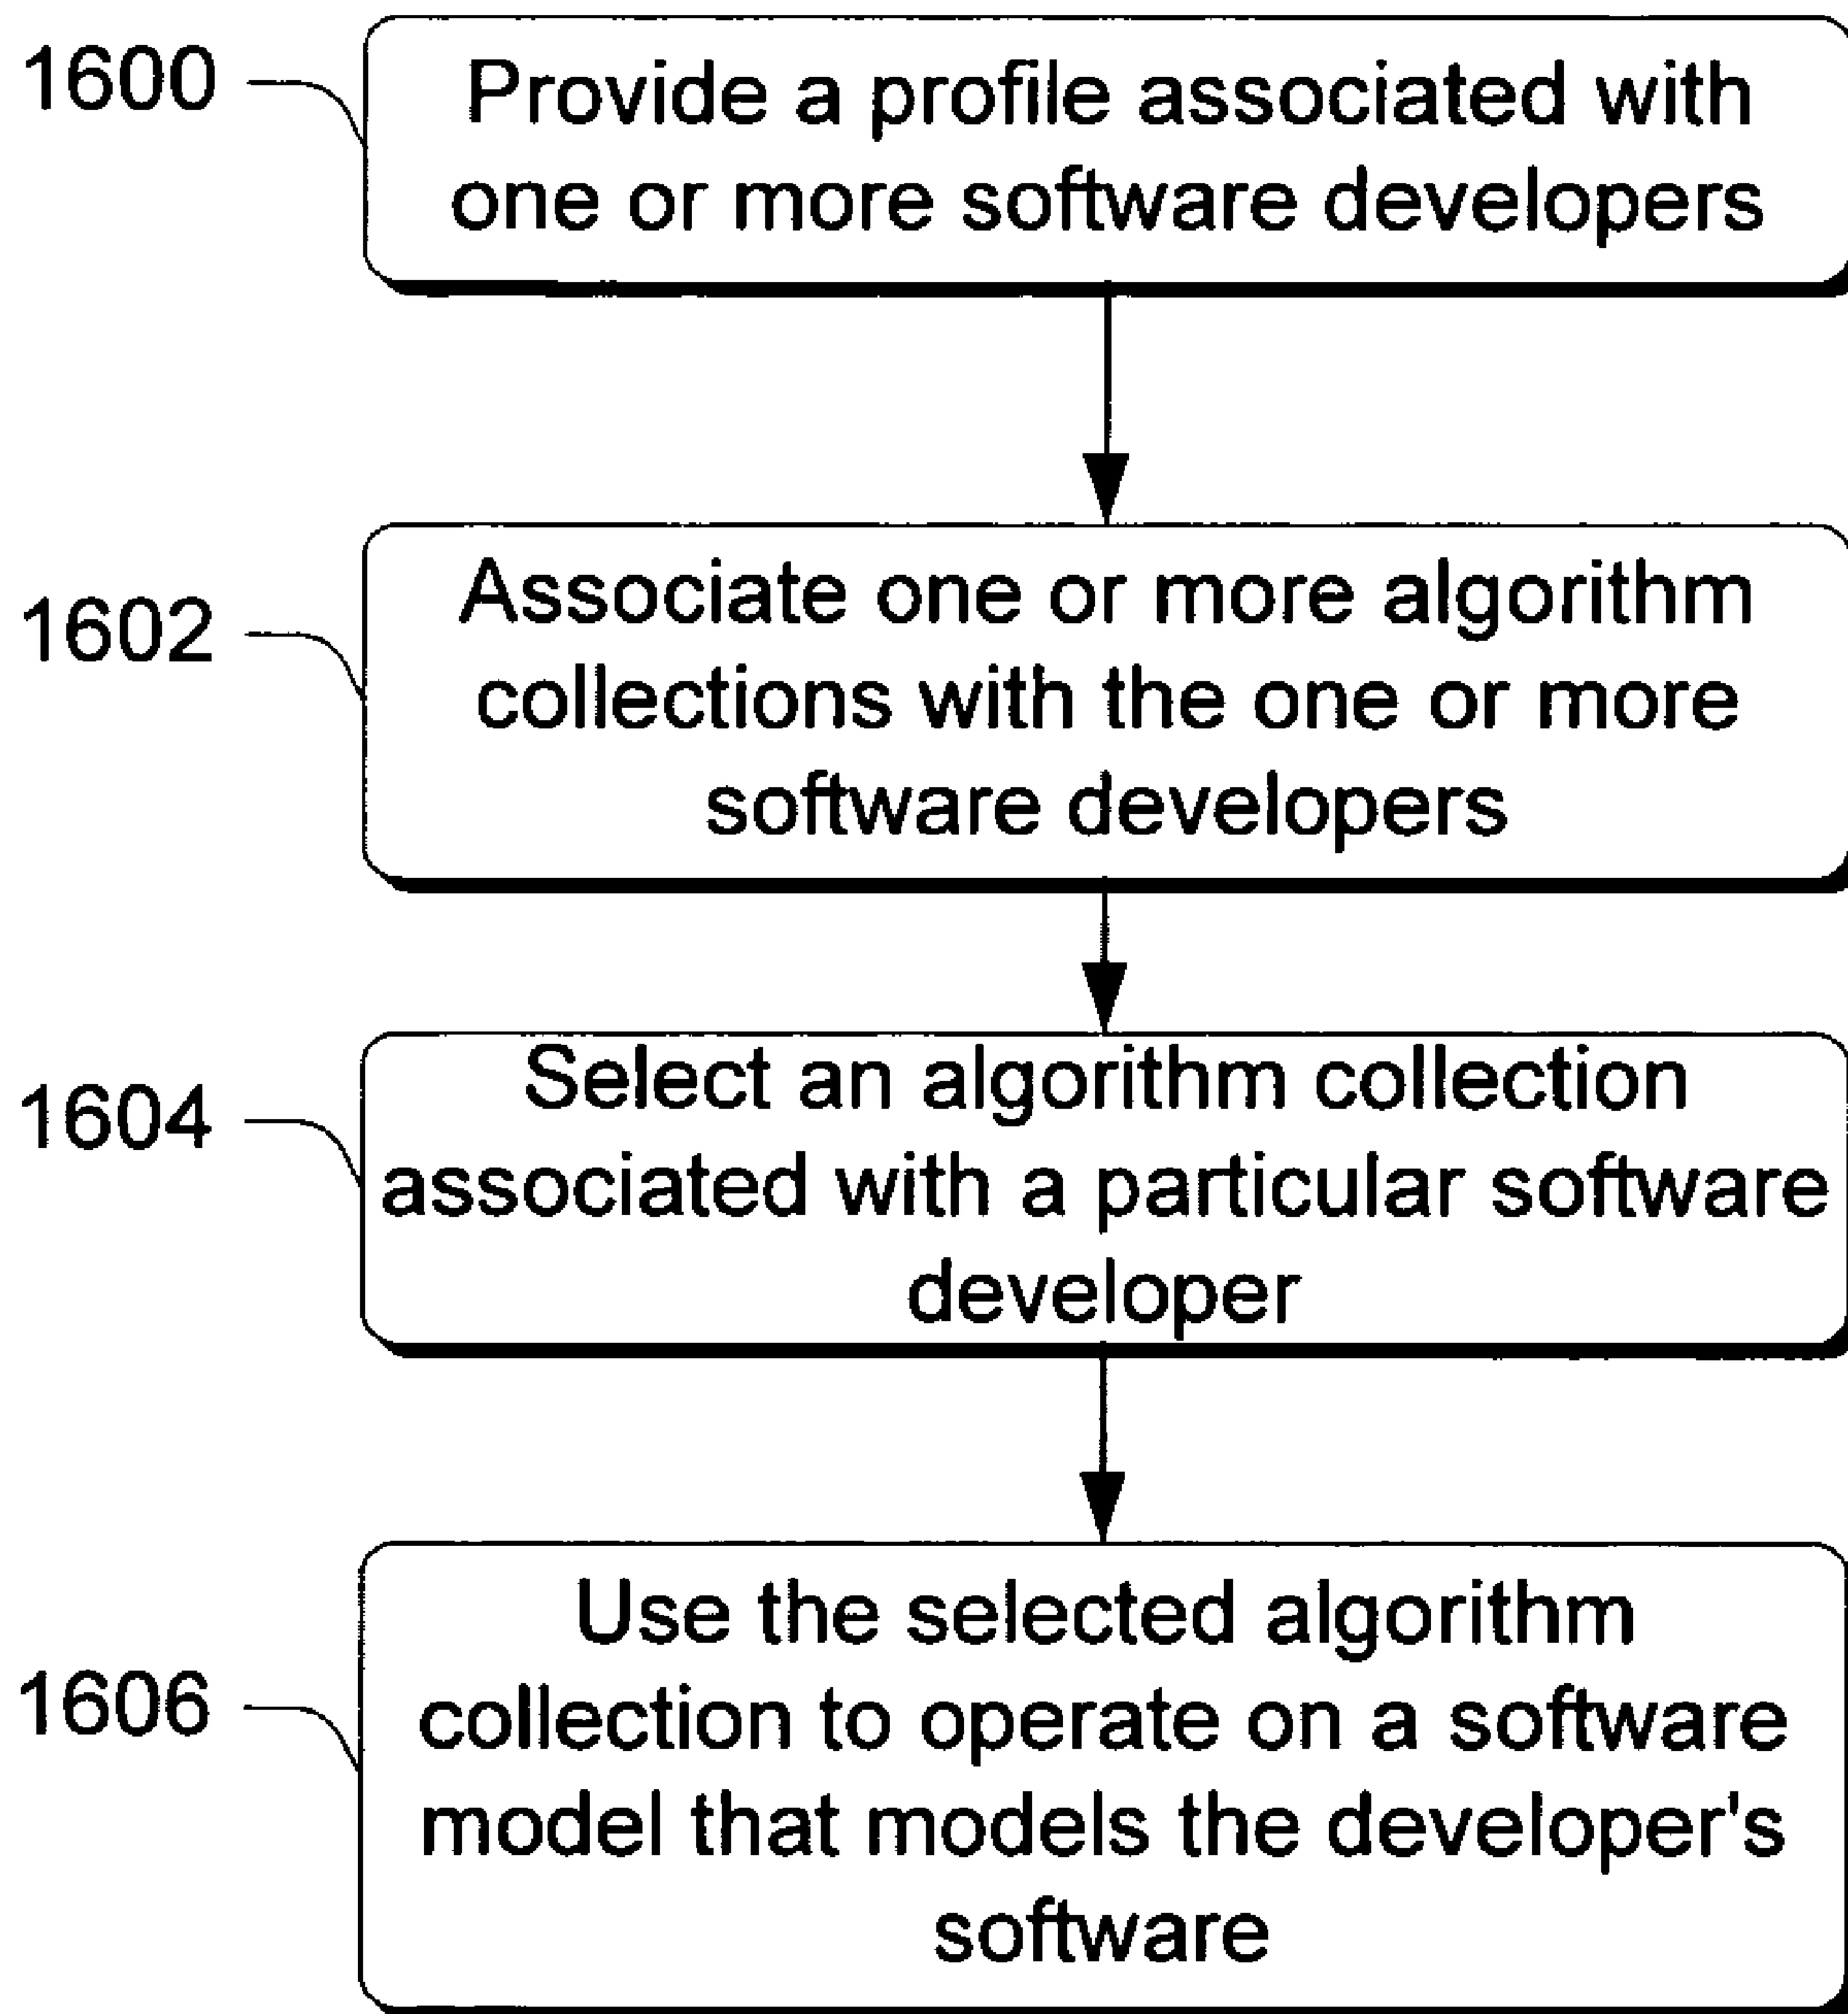 1600
Provide a profile associated with
one or more software developers
1602
Associate one or more algorithm
collections with the one or more
software developers
1604
Select an algorithm collection
associated with a particular software
developer
1606
Use the selected algorithm
collection to operate on a software
model that models the developer's
software